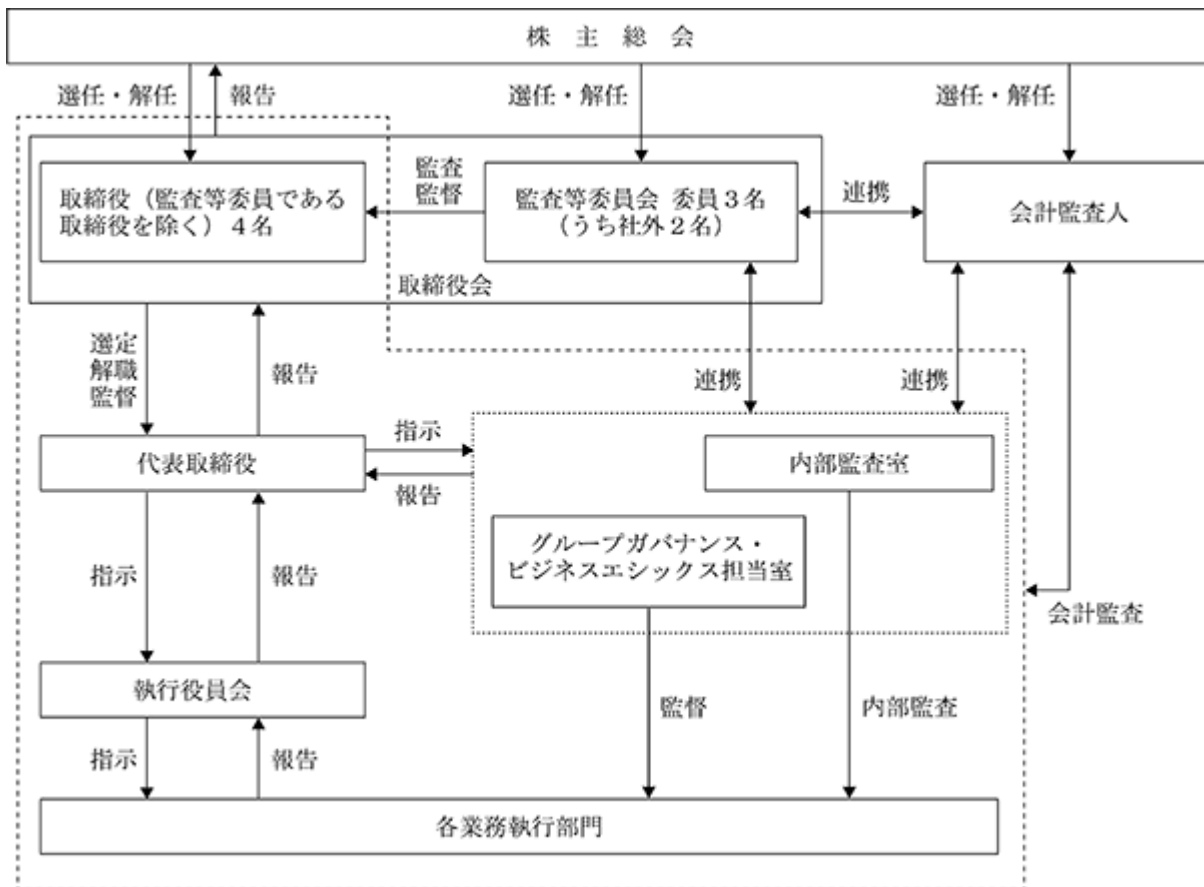 株 主 総 会
選任・解任
報告
選任・解任
選任・解任
取締役（監査等委員である
取締役を除く）４名
監査
監督
監査等委員会 委員３名
（うち社外２名）
連携
会計監査人
取締役会
選定
解職
監督
報告
連携
連携
代表取締役
指示
報告
内部監査室
グループガバナンス・
ビジネスエシックス担当室
指示
報告
会計監査
執行役員会
監督
内部監査
指示
報告
各業務執行部門